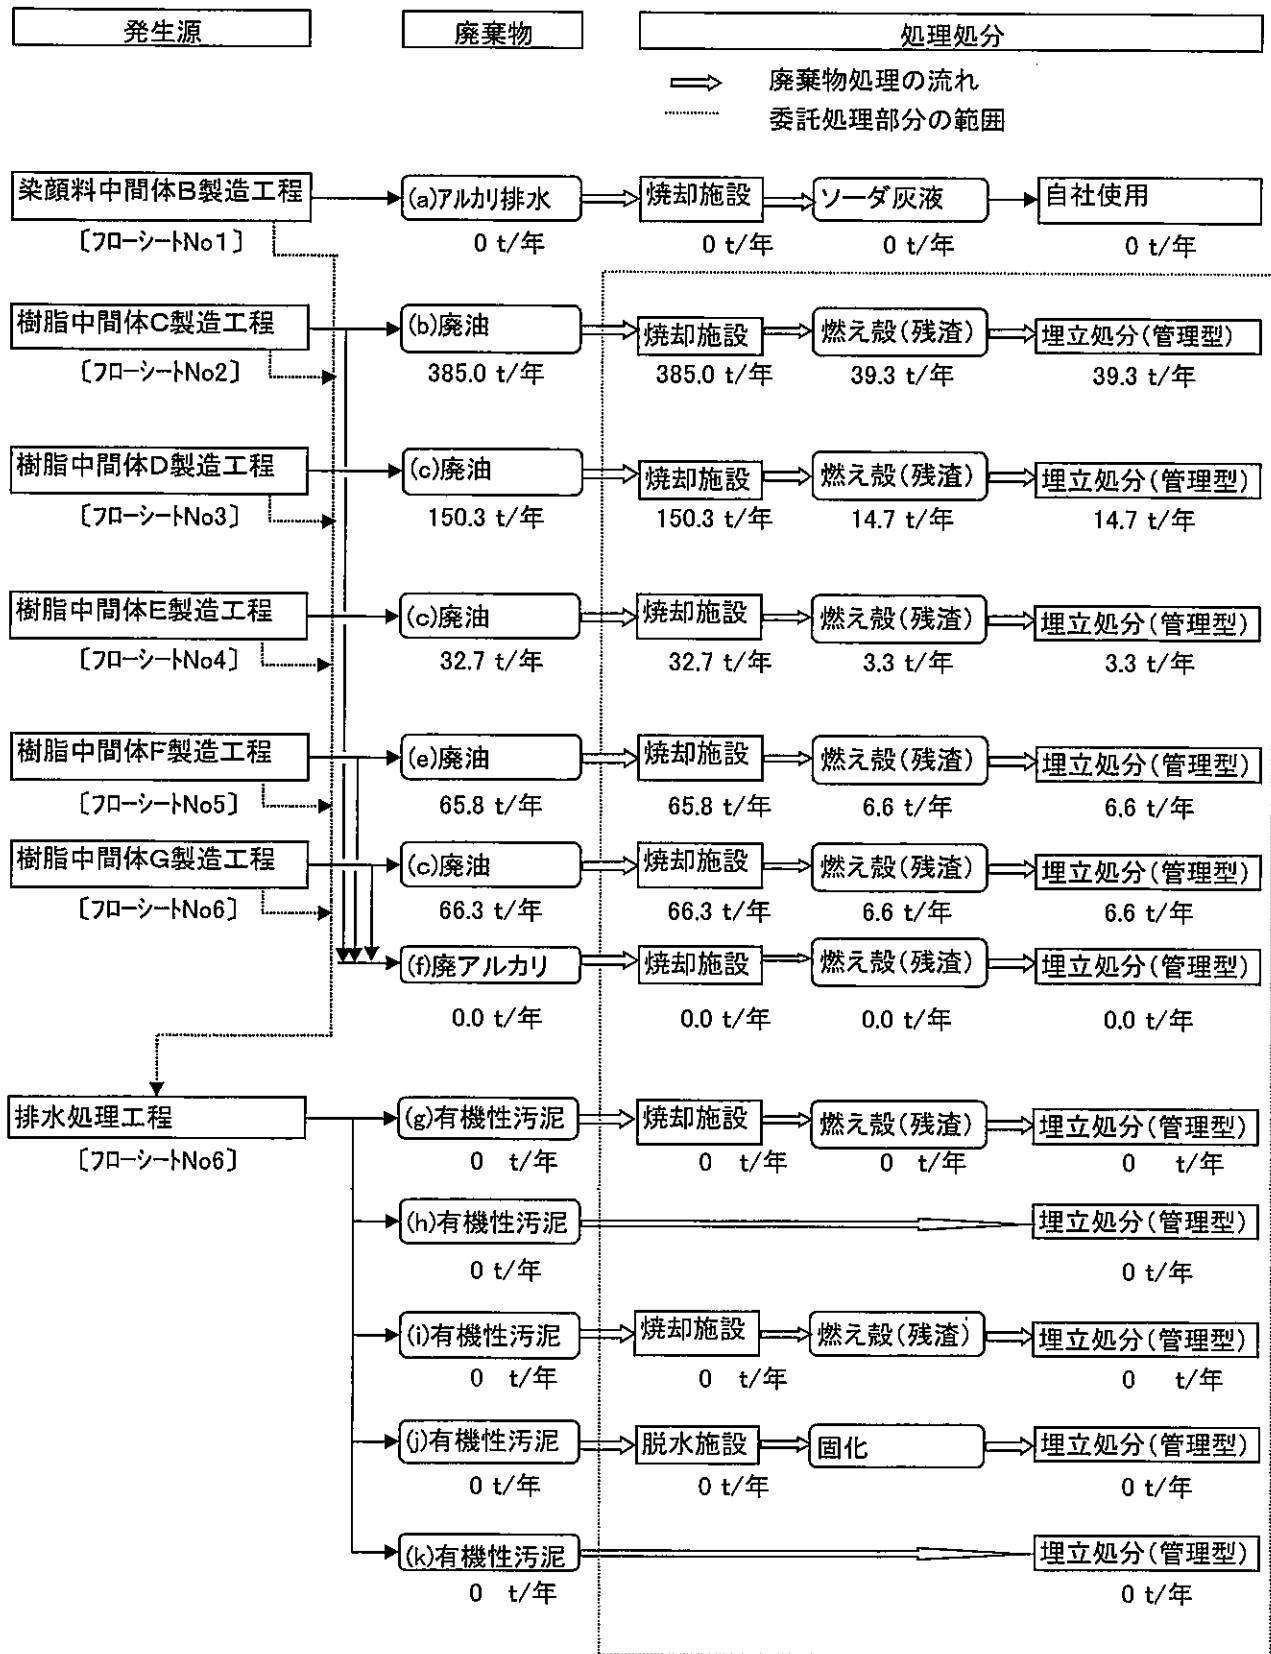 発生源 廃棄物 処理処分
廃棄物処理の流れ
委託処理部分の範囲
染顔料中間体B製造工程 (a)アルカリ排水 焼却施設 ソーダ灰液 自社使用
〔フローシートNo1〕 0 t/年 0 t/年 0 t/年 0 t/年
樹脂中間体C製造工程 (b)廃油 焼却施設 燃え殻(残渣) 埋立処分(管理型)
〔フローシートNo2〕 385.0 t/年 385.0 t/年 39.3 t/年 39.3 t/年
樹脂中間体D製造工程 (c)廃油 焼却施設 燃え殻(残渣) 埋立処分(管理型)
〔フローシートNo3〕 150.3 t/年 150.3 t/年 14.7 t/年 14.7 t/年
樹脂中間体E製造工程 (c)廃油 焼却施設 燃え殻(残渣) 埋立処分(管理型)
〔フローシートNo4〕 32.7 t/年 32.7 t/年 3.3 t/年 3.3 t/年
樹脂中間体F製造工程 (e)廃油 焼却施設 燃え殻(残渣) 埋立処分(管理型)
〔フローシートNo5〕 65.8 t/年 65.8 t/年 6.6 t/年 6.6 t/年
樹脂中間体G製造工程 (c)廃油 焼却施設 燃え殻(残渣) 埋立処分(管理型)
〔フローシートNo6〕 66.3 t/年 66.3 t/年 6.6 t/年 6.6 t/年
(f)廃アルカリ 焼却施設 燃え殻(残渣) 埋立処分(管理型)
0.0 t/年 0.0 t/年 0.0 t/年 0.0 t/年
排水処理工程 (g)有機性汚泥 焼却施設 燃え殻(残渣) 埋立処分(管理型)
〔フローシートNo6〕 0 t/年 0 t/年 0 t/年 0 t/年
(h)有機性汚泥 埋立処分(管理型)
0 t/年 0 t/年
(i)有機性汚泥 焼却施設 燃え殻(残渣) 埋立処分(管理型)
0 t/年 0 t/年 0 t/年
(j)有機性汚泥 脱水施設 固化 埋立処分(管理型)
0 t/年 0 t/年 0 t/年
(k)有機性汚泥 埋立処分(管理型)
0 t/年 0 t/年